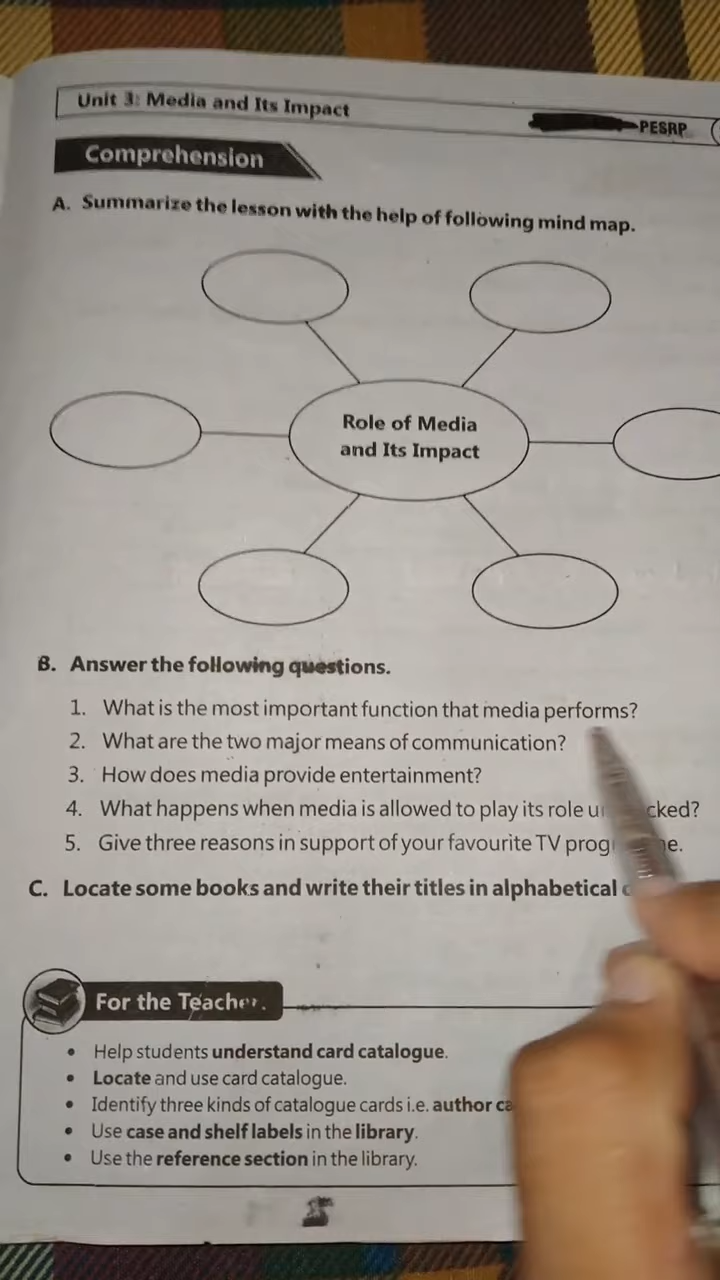 Unit 3: Media and Its Impact
PESRP
Comprehension
A. Summarize the lesson with the help of following mind map.
Role of Media
and Its Impact
B. Answer the following questions.
1. What is the most important function that media performs?
2. What are the two major means of communication?
3. How does media provide entertainment?
4. What happens when media is allowed to play its role
5. Give three reasons in support of your favourite TV
C. Locate some books and write their titles in alphabetical
For the Teacher.
• Help students understand card catalogue.
• Locate and use card catalogue.
• Identify three kinds of catalogue cards i.e. author
• Use case and shelf labels in the library.
• Use the reference section in the library.